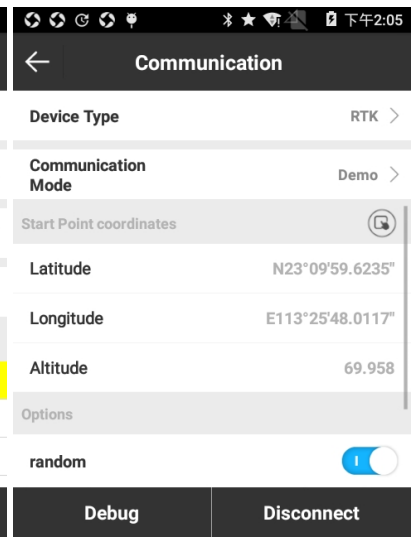 下午2:05
Communication
Device Type
RTK
Communication
Mode
Demo
Start Point coordinates
Latitude
N23°09'59.6235"
Longitude
E113°25'48.0117"
Altitude
69.958
Options
random
Debug
Disconnect